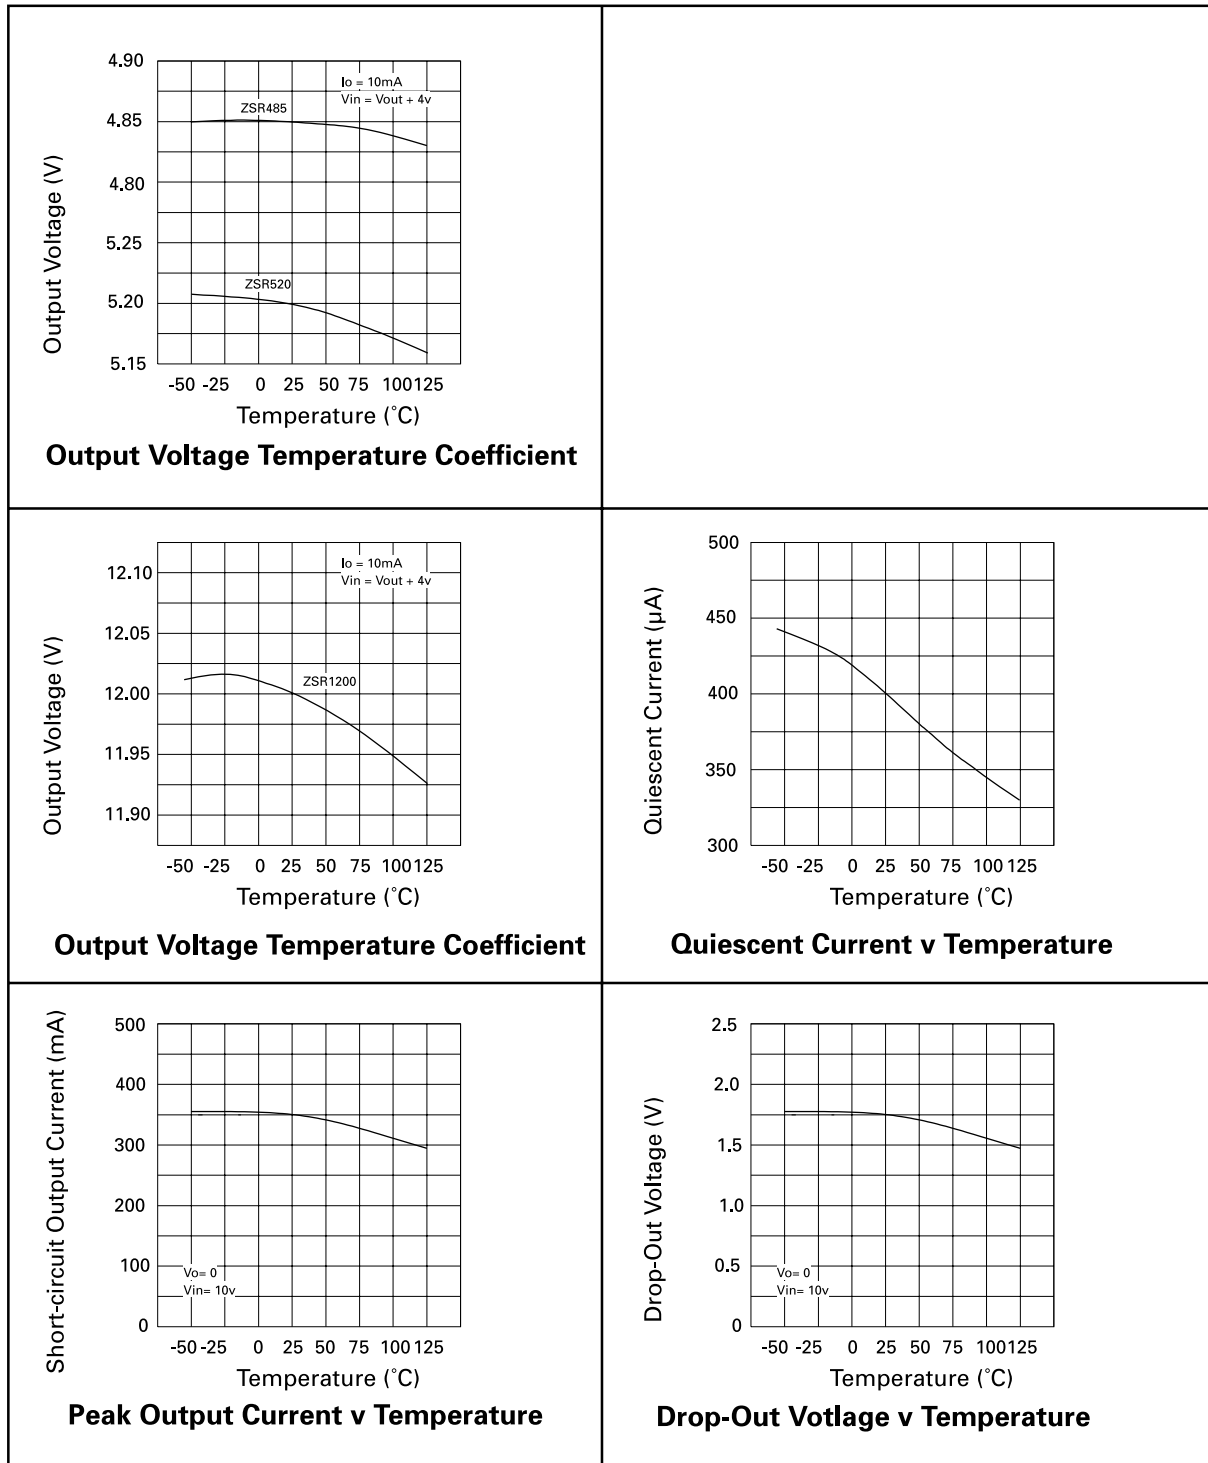 4.90
Io = 10mA
Vin = Vout + 4v
ZSR485
4.85
4.80
5.25
ZSR520
5.20
5.15
Output Voltage (V)
-50 -25 0 25 50 75 100 125
Temperature (˚C)
Output Voltage Temperature Coefficient
12.10
Io = 10mA
Vin = Vout + 4v
12.05
ZSR1200
12.00
11.95
11.90
Output Voltage (V)
-50 -25 0 25 50 75 100 125
Temperature (˚C)
Output Voltage Temperature Coefficient
500
450
400
350
300
Quiescent Current (µA)
-50 -25 0 25 50 75 100 125
Temperature (˚C)
Quiescent Current v Temperature
500
400
300
200
100
0
Vo= 0
Vin= 10v
Short-circuit Output Current (mA)
-50 -25 0 25 50 75 100 125
Temperature (˚C)
Peak Output Current v Temperature
2.5
2.0
1.5
1.0
0.5
0
Vo= 0
Vin= 10v
Drop-Out Voltage (V)
-50 -25 0 25 50 75 100 125
Temperature (˚C)
Drop-Out Votlage v Temperature